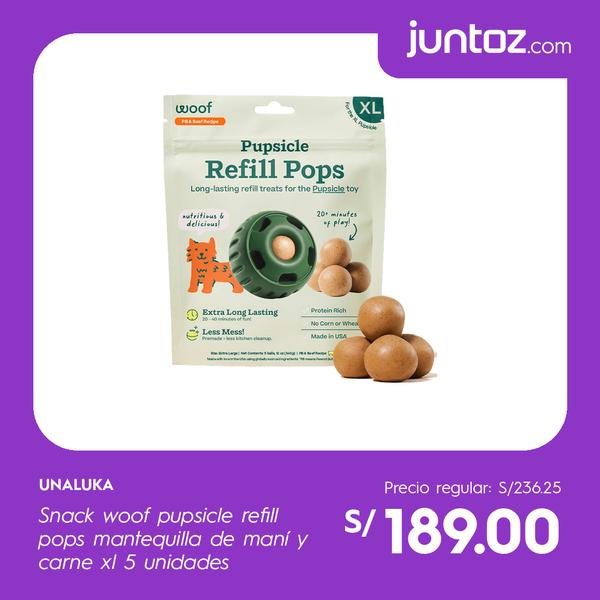 juntoz.com
woof
PB & Beef Recipe
XL
For the XL Pupsicle
Pupsicle
Refill Pops
Long-lasting refill treats for the Pupsicle toy
nutritious &
delicious!
20+ minutes
of play!
Extra Long Lasting
20 - 40 minutes of fun!
Less Mess!
Premade - less kitchen cleanup.
Protein Rich
No Corn or Whea
Made in USA
UNALUKA
Snack woof pupsicle refill
pops mantequilla de maní y
carne xl 5 unidades
Precio regular: S/236.25
S/189.00